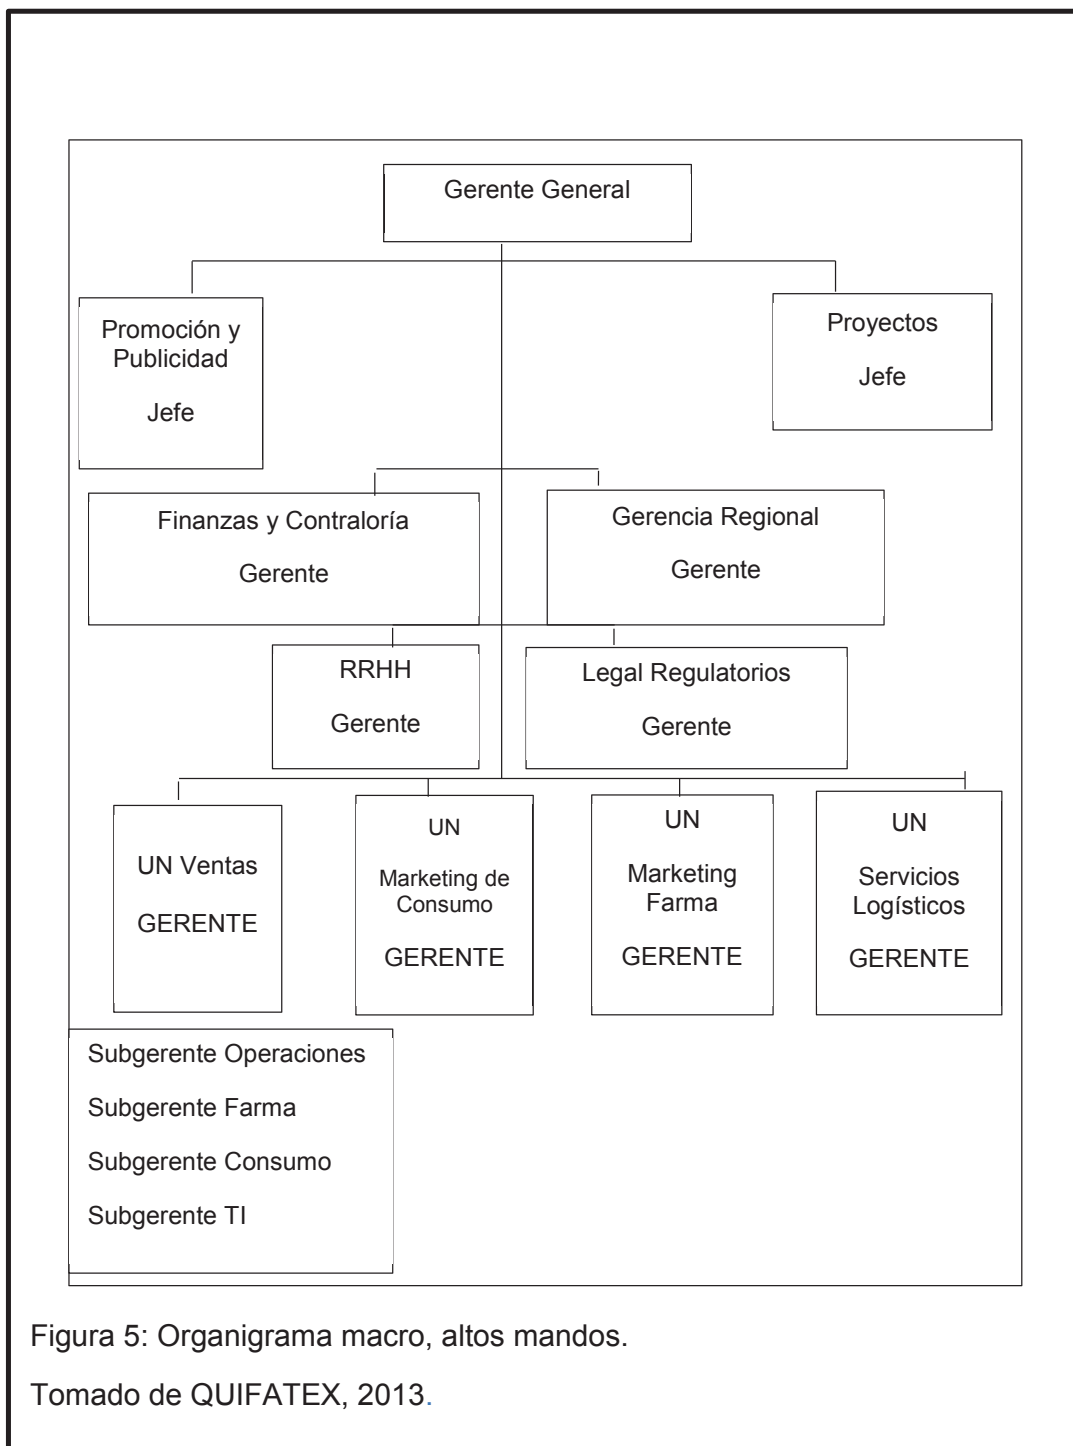 Gerente General
Promoción y
Publicidad
Jefe
Proyectos
Jefe
Finanzas y Contraloría
Gerente
Gerencia Regional
Gerente
RRHH
Gerente
Legal Regulatorios
Gerente
UN Ventas
GERENTE
UN
Marketing de
Consumo
GERENTE
UN
Marketing
Farma
GERENTE
UN
Servicios
Logísticos
GERENTE
Subgerente Operaciones
Subgerente Farma
Subgerente Consumo
Subgerente TI
Figura 5: Organigrama macro, altos mandos.
Tomado de QUIFATEX, 2013.